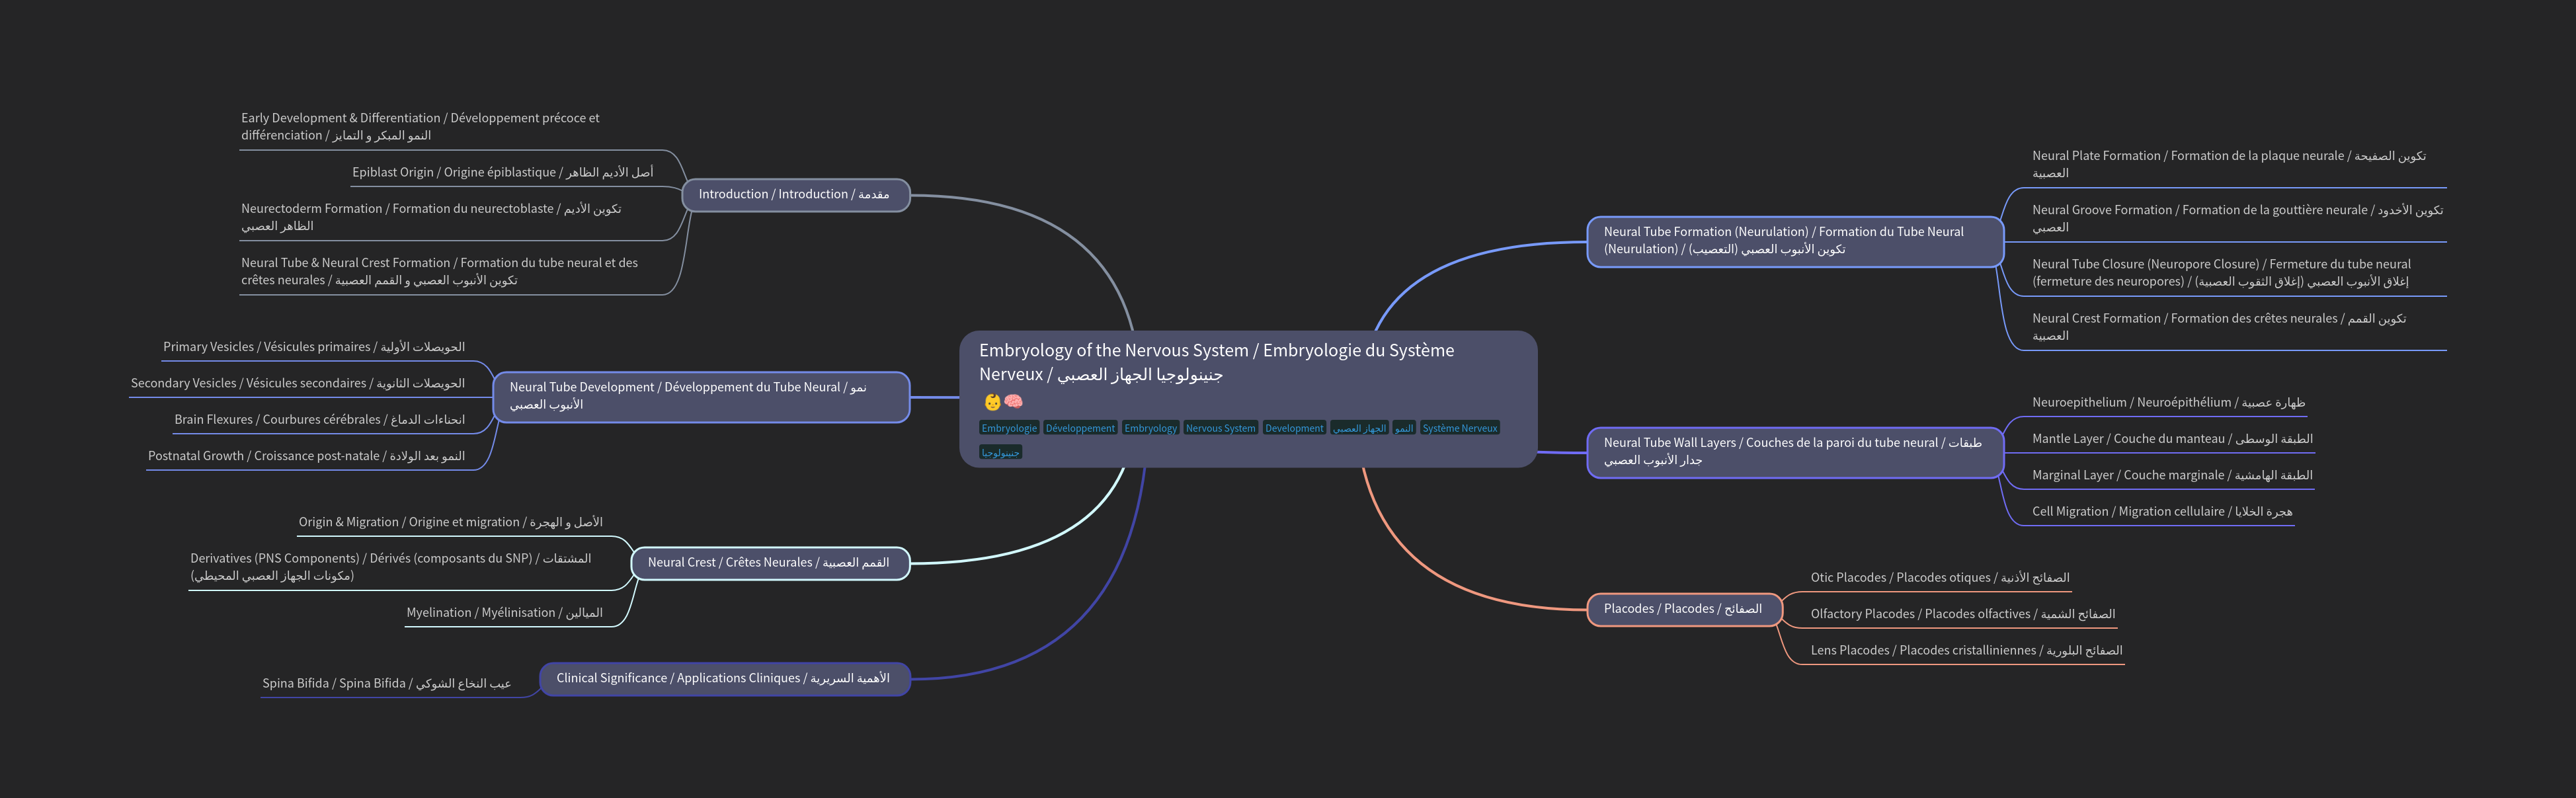 Embryology of the Nervous System / Embryologie du Système
Nerveux / جنينولوجيا الجهاز العصبي
👶🧠
Embryologie Développement Embryology Nervous System Development الجهاز العصبي النمو Système Nerveux
جنينولوجيا
Introduction / Introduction / مقدمة
Early Development & Differentiation / Développement précoce et
différenciation / النمو المبكر و التمايز
Epiblast Origin / Origine épiblastique / أصل الأديم الظاهر
Neurectoderm Formation / Formation du neurectoblaste / تكوين الأديم
الظاهر العصبي
Neural Tube & Neural Crest Formation / Formation du tube neural et des
crêtes neurales / تكوين الأنبوب العصبي و القمم العصبية
Neural Tube Development / Développement du Tube Neural / نمو
الأنبوب العصبي
Primary Vesicles / Vésicules primaires / الحويصلات الأولية
Secondary Vesicles / Vésicules secondaires / الحويصلات الثانوية
Brain Flexures / Courbures cérébrales / انحناءات الدماغ
Postnatal Growth / Croissance post-natale / النمو بعد الولادة
Neural Crest / Crêtes Neurales / القمم العصبية
Origin & Migration / Origine et migration / الأصل و الهجرة
Derivatives (PNS Components) / Dérivés (composants du SNP) / المشتقات
(مكونات الجهاز العصبي المحيطي)
Myelination / Myélinisation / الميالين
Clinical Significance / Applications Cliniques / الأهمية السريرية
Spina Bifida / Spina Bifida / عيب النخاع الشوكي
Neural Tube Formation (Neurulation) / Formation du Tube Neural
(Neurulation) / تكوين الأنبوب العصبي (التعصيب)
Neural Plate Formation / Formation de la plaque neurale / تكوين الصفيحة
العصبية
Neural Groove Formation / Formation de la gouttière neurale / تكوين الأخدود
العصبي
Neural Tube Closure (Neuropore Closure) / Fermeture du tube neural
(fermeture des neuropores) / إغلاق الأنبوب العصبي (إغلاق الثقوب العصبية)
Neural Crest Formation / Formation des crêtes neurales / تكوين القمم
العصبية
Neural Tube Wall Layers / Couches de la paroi du tube neural / طبقات
جدار الأنبوب العصبي
Neuroepithelium / Neuroépithélium / ظهارة عصبية
Mantle Layer / Couche du manteau / الطبقة الوسطى
Marginal Layer / Couche marginale / الطبقة الهامشية
Cell Migration / Migration cellulaire / هجرة الخلايا
Placodes / Placodes / الصفائح
Otic Placodes / Placodes otiques / الصفائح الأذنية
Olfactory Placodes / Placodes olfactives / الصفائح الشمية
Lens Placodes / Placodes cristalliniennes / الصفائح البلورية